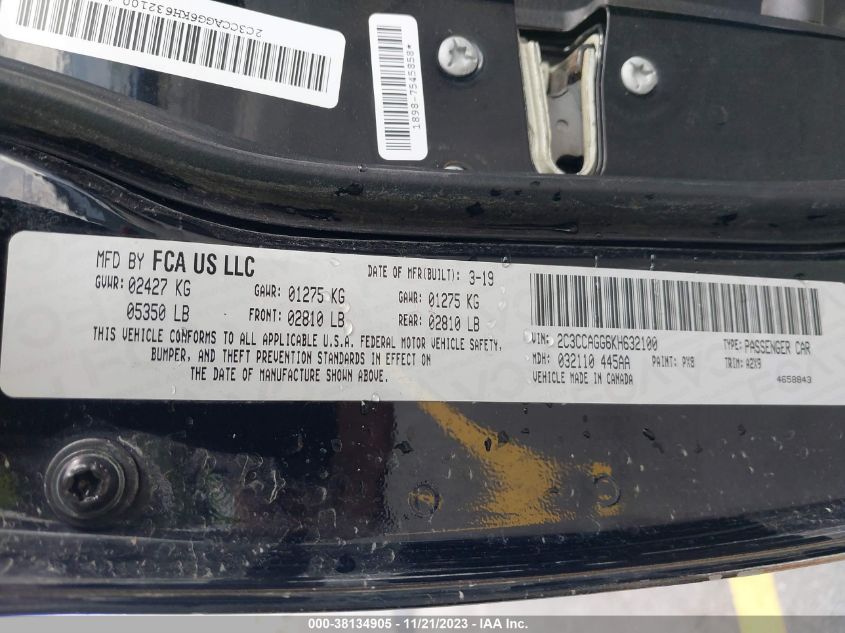 2C3CCAGG6KH632100
1898-7545858*
MFD BY FCA US LLC
DATE OF MFR(BUILT): 3-19
GVWR: 02427 KG GAWR: 01275 KG GAWR: 01275 KG
05350 LB FRONT: 02810 LB REAR: 02810 LB
THIS VEHICLE CONFORMS TO ALL APPLICABLE U.S.A. FEDERAL MOTOR VEHICLE SAFETY,
BUMPER, AND THEFT PREVENTION STANDARDS IN EFFECT ON
THE DATE OF MANUFACTURE SHOWN ABOVE.
VIN: 2C3CCAGG6KH632100 TYPE: PASSENGER CAR
MDH: 032110 445AA PAINT: PX8 TRIM: A2X9
VEHICLE MADE IN CANADA 4658843
000-38134905 - 11/21/2023 - IAA Inc.